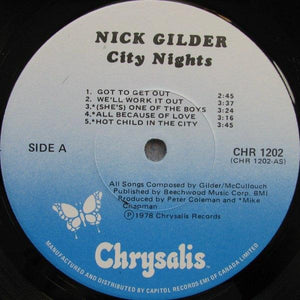 NICK GILDER
City Nights
1. GOT TO GET OUT 2:45
2. WE'LL WORK IT OUT 3:37
3.*(SHE'S) ONE OF THE BOYS 3:24
4.*ALL BECAUSE OF LOVE 3:16
5.*HOT CHILD IN THE CITY 3:45
SIDE A
CHR 1202
(CHR 1202-AS)
All Songs Composed by Gilder/McCullouch
Published by Beechwood Music Corp. BMI
Produced by Peter Coleman and *Mike
Chapman
℗1978 Chrysalis Records
Chrysalis
MANUFACTURED AND DISTRIBUTED BY CAPITOL RECORDS-EMI OF CANADA LIMITED